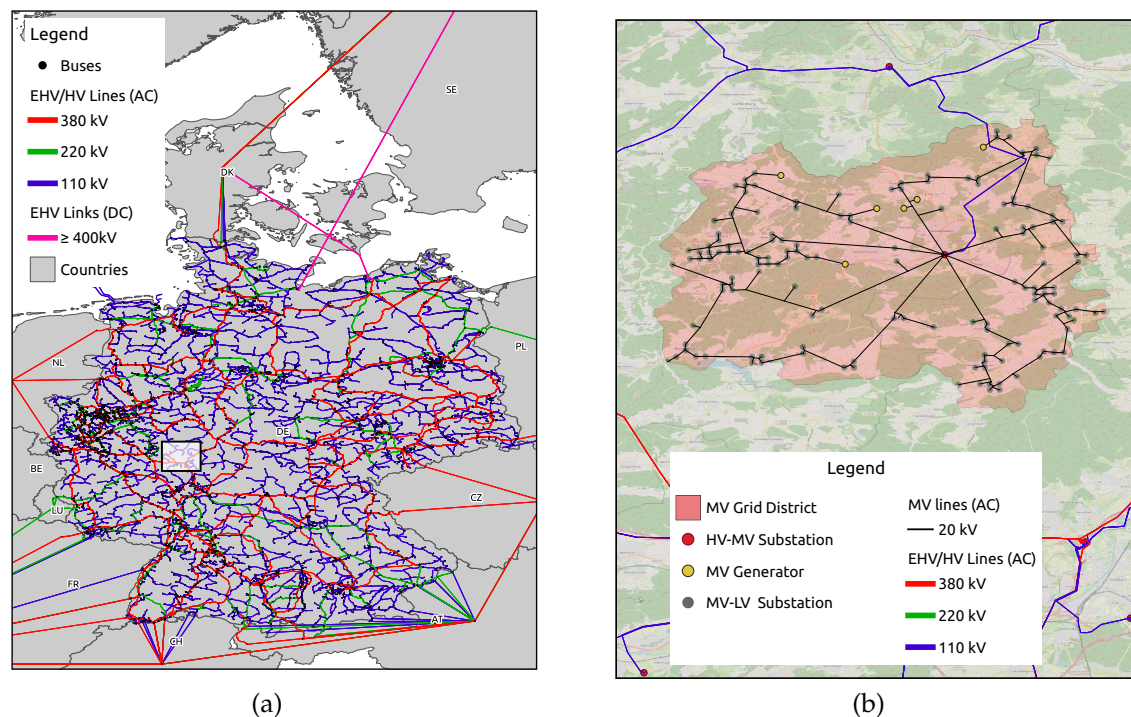 Legend
Buses
EHV/HV Lines (AC)
380 kV
220 kV
110 kV
EHV Links (DC)
≥ 400kV
Countries
SE
DK
NL
PL
DE
BE
CZ
LU
FR
AT
CH
(a)
Legend
MV Grid District
HV-MV Substation
MV Generator
MV-LV Substation
MV lines (AC)
20 kV
EHV/HV Lines (AC)
380 kV
220 kV
110 kV
(b)